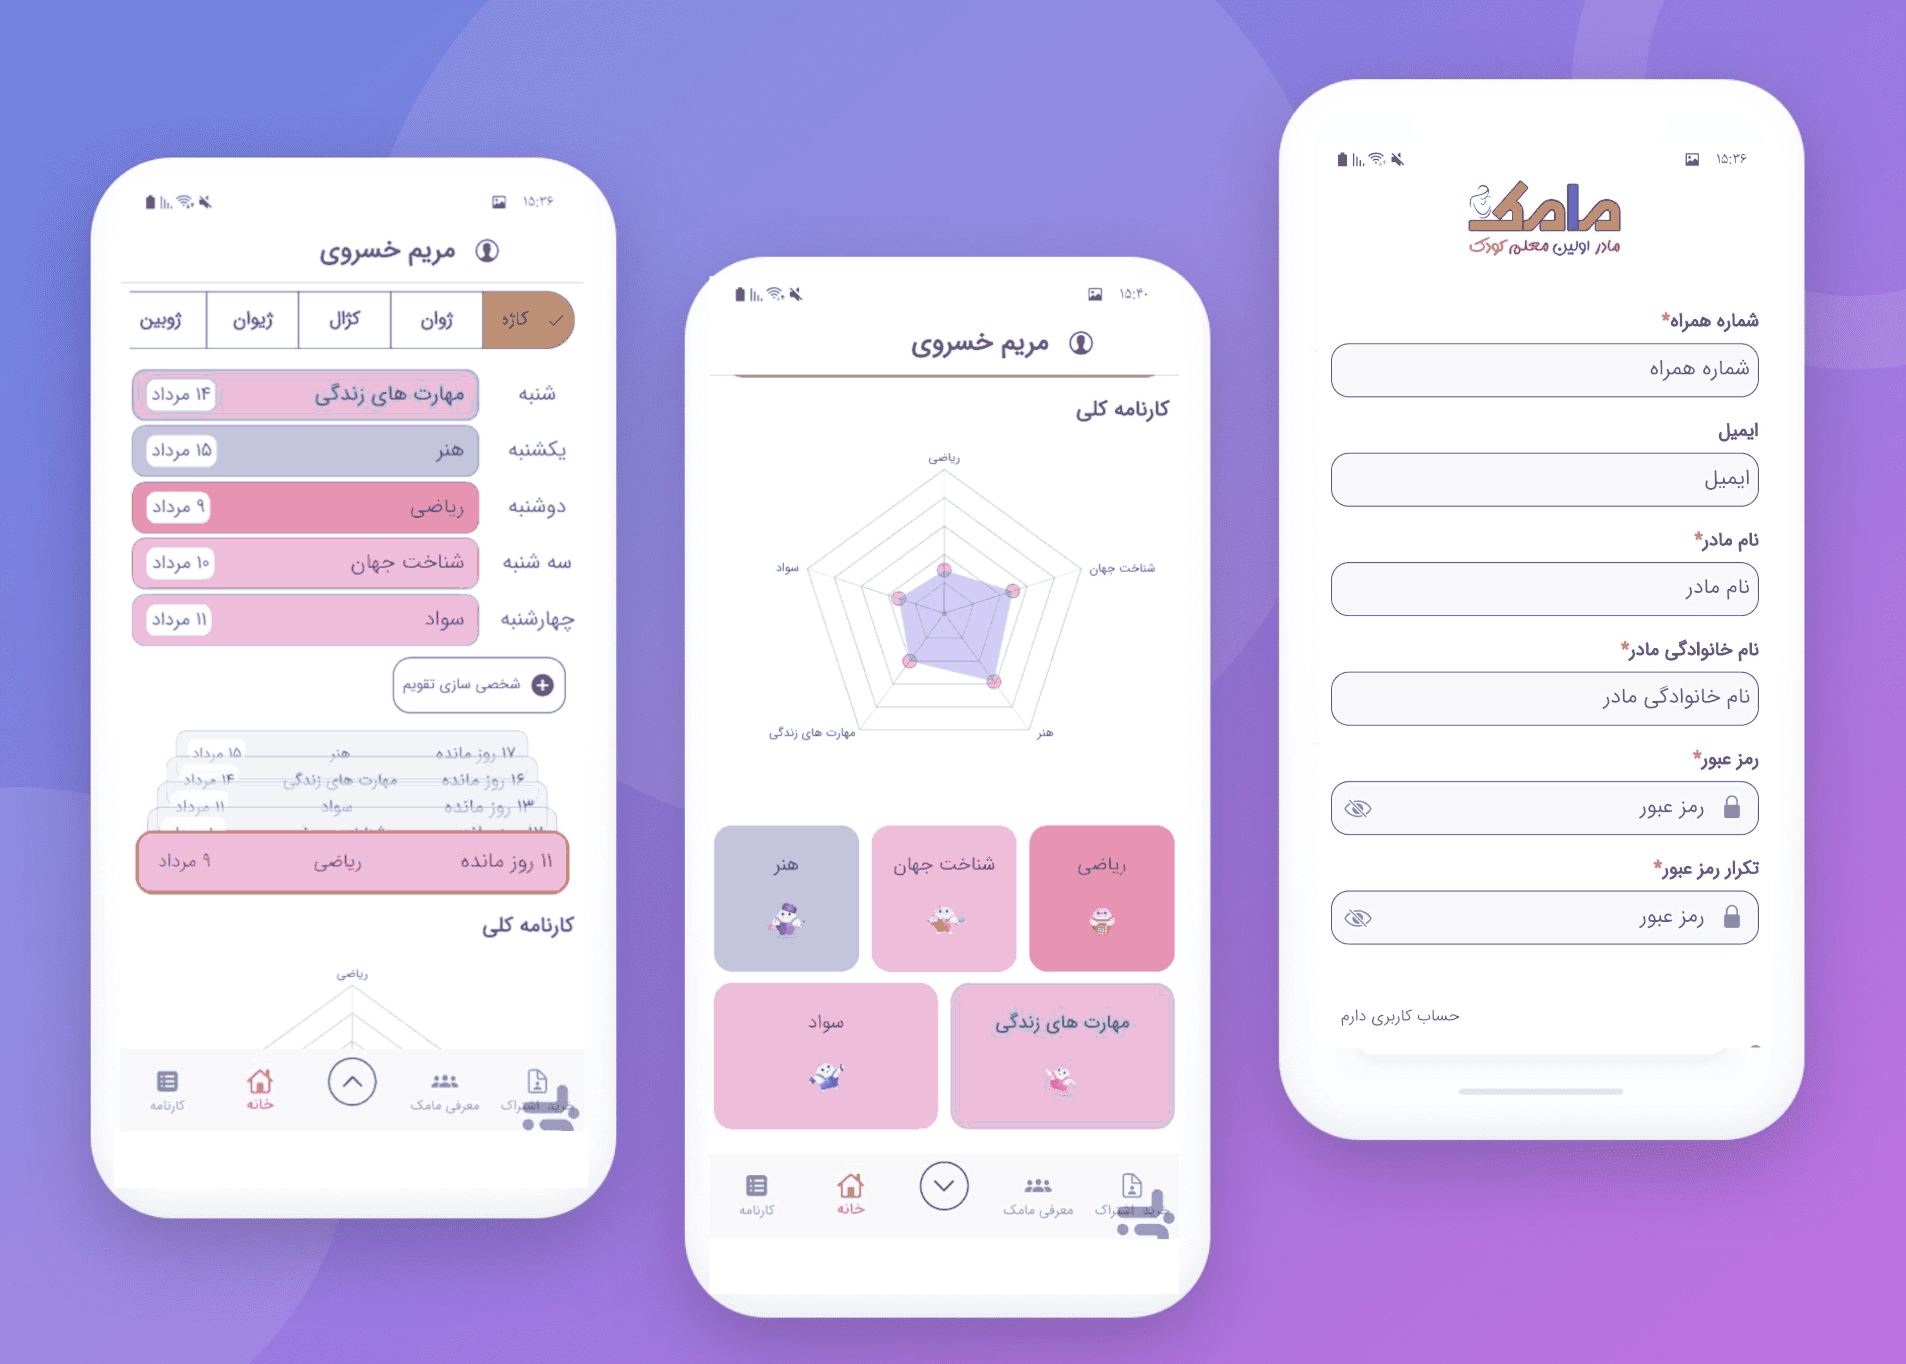 ۱۵:۳۶
مریم خسروی
کاژه
ژوان
کژال
ژیوان
ژوبین
شنبه
مهارت های زندگی
۱۴ مرداد
یکشنبه
هنر
۱۵ مرداد
دوشنبه
ریاضی
۹ مرداد
سه شنبه
شناخت جهان
۱۰ مرداد
چهارشنبه
سواد
۱۱ مرداد
شخصی سازی تقویم
۱۷ روز مانده
هنر
۱۵ مرداد
۱۶ روز مانده
مهارت های زندگی
۱۴ مرداد
۱۳ روز مانده
سواد
۱۱ مرداد
۱۱ روز مانده
ریاضی
۹ مرداد
کارنامه کلی
ریاضی
خرید اشتراک
معرفی مامک
خانه
کارنامه
۱۵:۴۰
مریم خسروی
کارنامه کلی
ریاضی
شناخت جهان
سواد
هنر
مهارت های زندگی
ریاضی
شناخت جهان
هنر
مهارت های زندگی
سواد
خرید اشتراک
معرفی مامک
خانه
کارنامه
۱۵:۳۶
مامک
مادر اولین معلم کودک
شماره همراه*
شماره همراه
ایمیل
ایمیل
نام مادر*
نام مادر
نام خانوادگی مادر*
نام خانوادگی مادر
رمز عبور*
رمز عبور
تکرار رمز عبور*
رمز عبور
حساب کاربری دارم